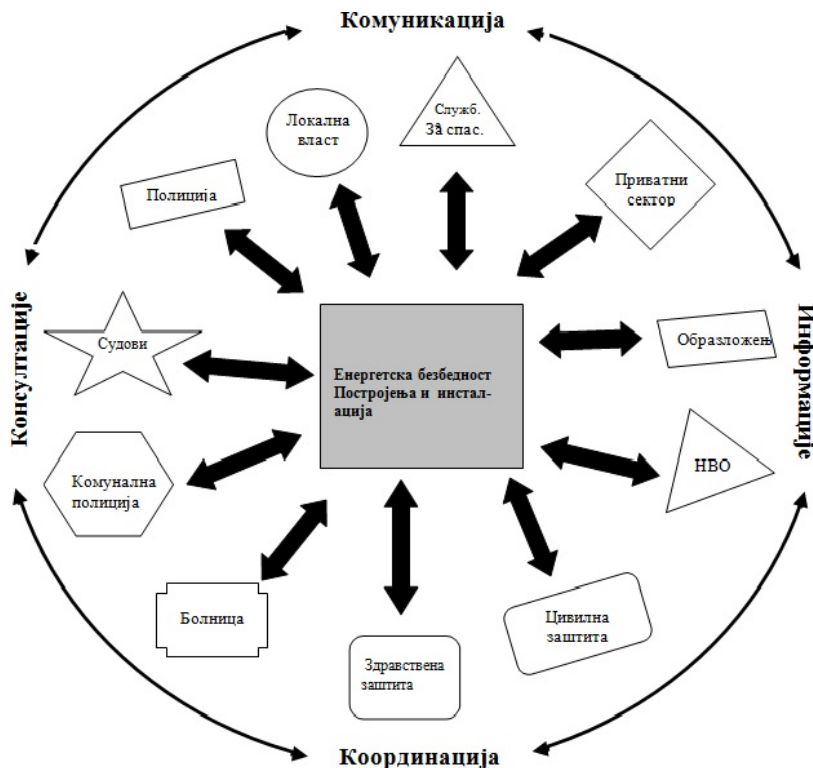 Комуникација
Служб.
За спас.
Локална
власт
Приватни
сектор
Полиција
Консултације
Информације
Судови
Образложењ
Енергетска безбедност
Постројења и инстал-
ација
НВО
Комунална
полиција
Болница
Цивилна
заштита
Здравствена
заштита
Координација